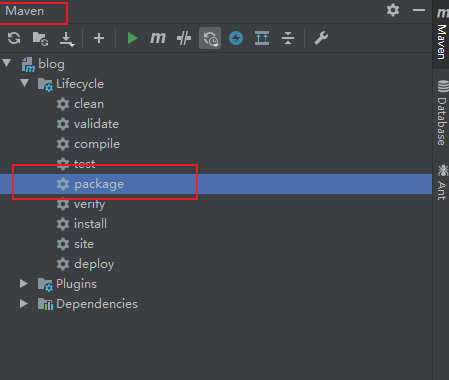 Maven
blog
Lifecycle
clean
validate
compile
test
package
verify
install
site
deploy
Plugins
Dependencies
m
Maven
Database
Ant